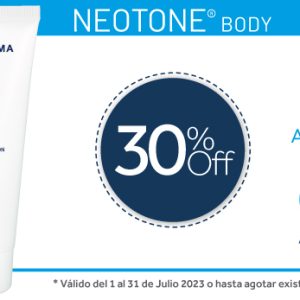 NEOTONE® BODY
MA
30% Off
A
* Válido del 1 al 31 de Julio 2023 o hasta agotar exist